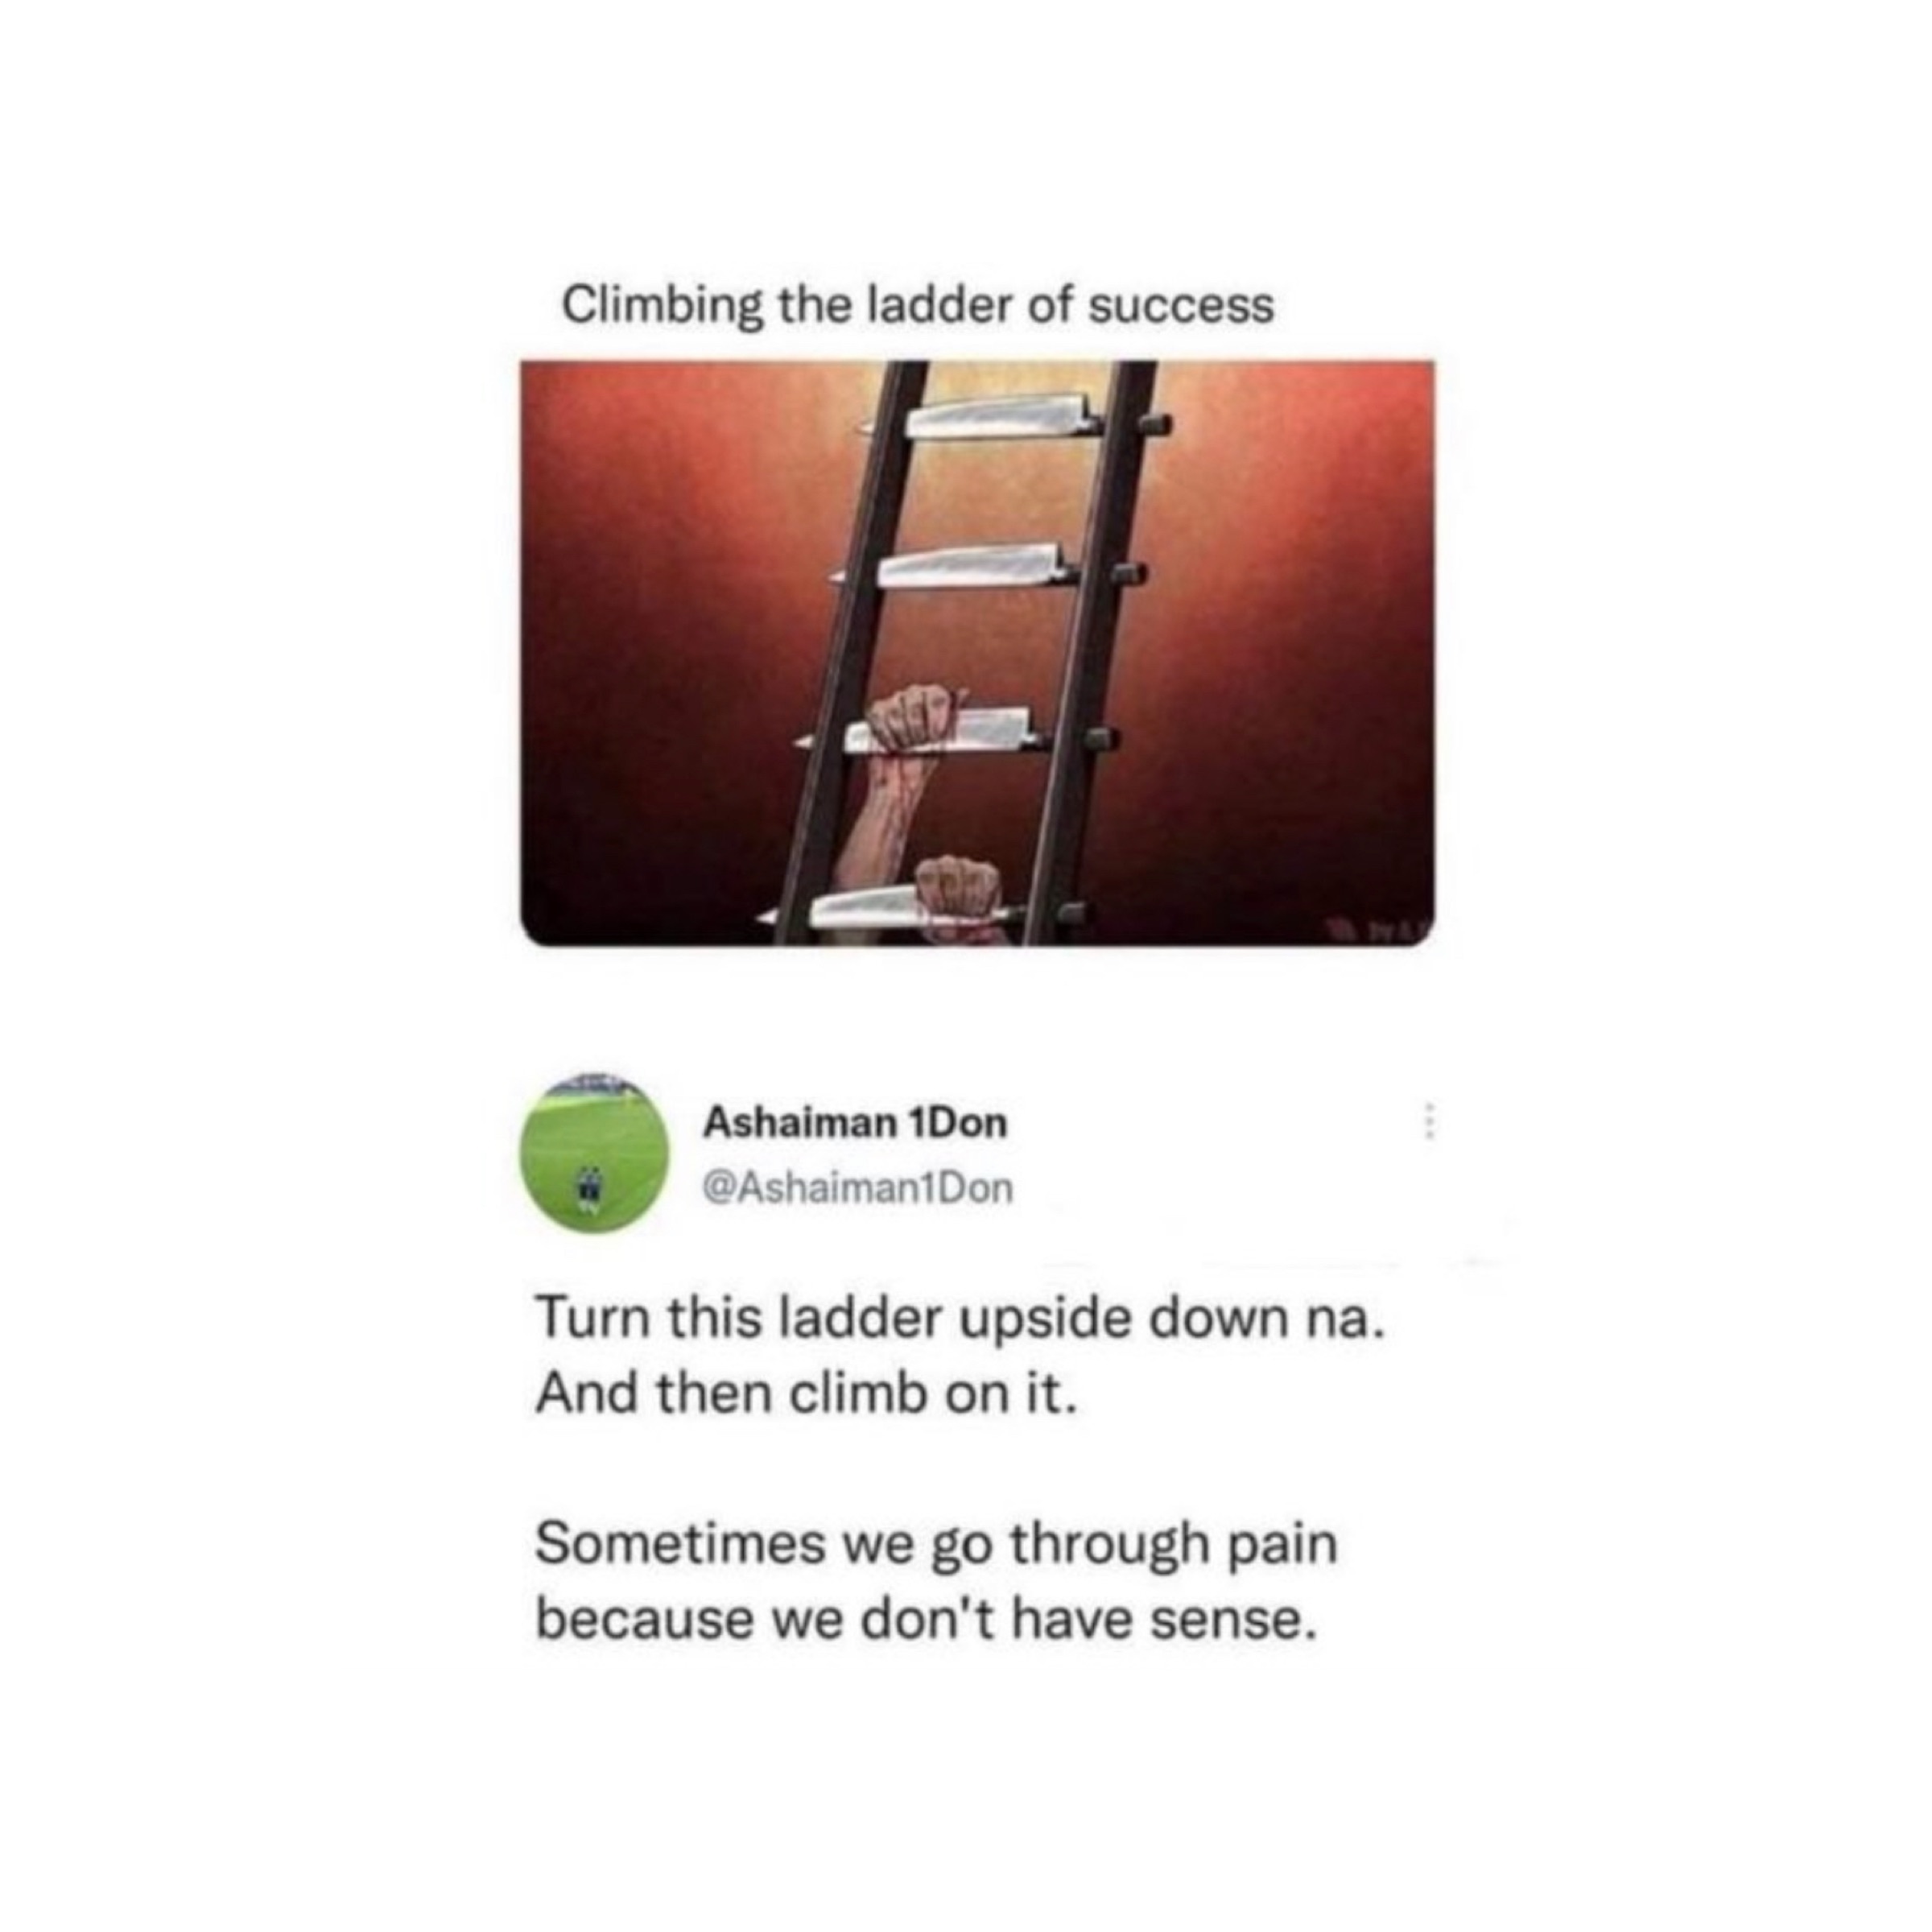 Climbing the ladder of success
Ashaiman 1Don
@Ashaiman1Don
Turn this ladder upside down na.
And then climb on it.
Sometimes we go through pain
because we don't have sense.